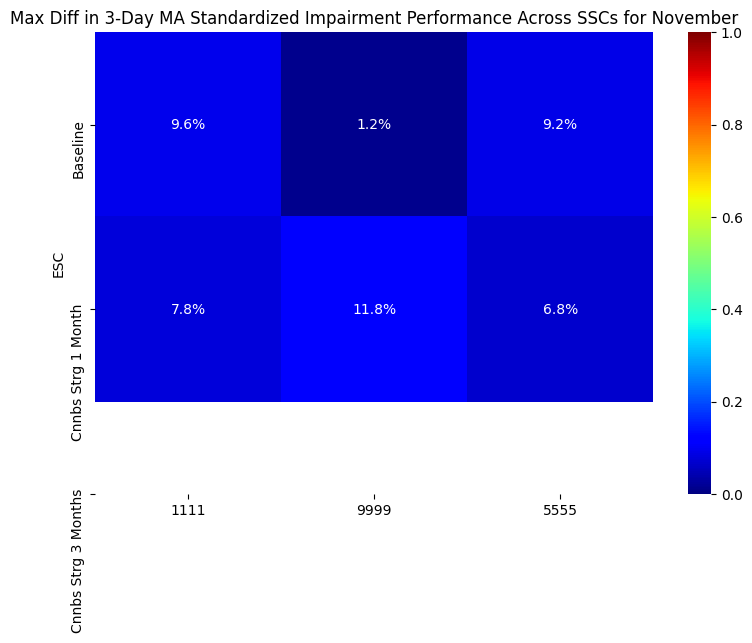 Max Diff in 3-Day MA Standardized Impairment Performance Across SSCs for November
ESC
Baseline
9.6% 1.2% 9.2%
Cnnbs Strg 1 Month
7.8% 11.8% 6.8%
Cnnbs Strg 3 Months
1111 9999 5555
1.0
0.8
0.6
0.4
0.2
0.0